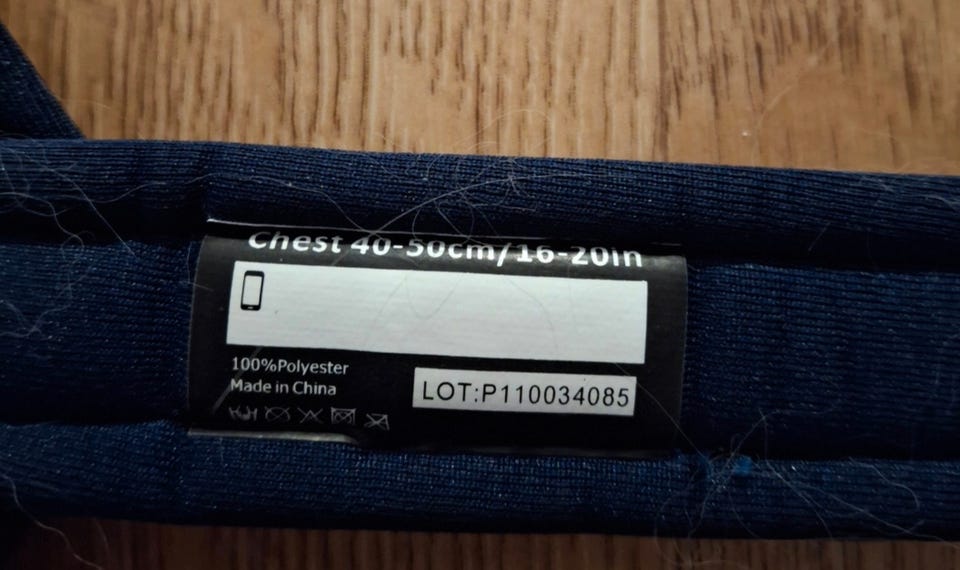 Chest 40-50cm/16-20in
100%Polyester
Made in China
LOT:P110034085